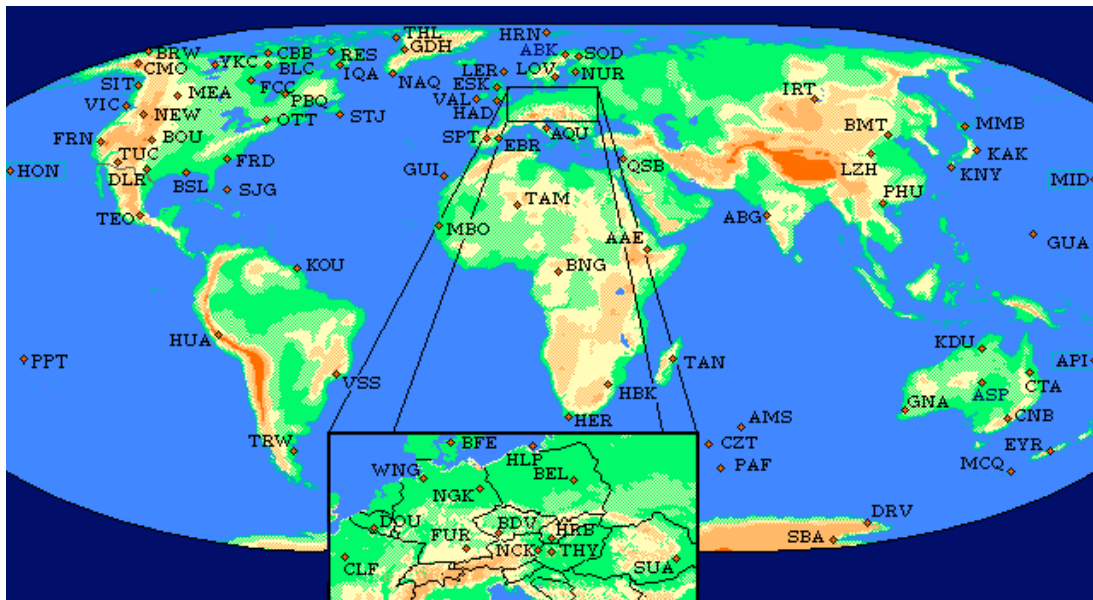 THL
HRN
BRW
CBB
RES
GDH
ABK
SOD
CMO
YKC
BLC
IQA
NAQ
LER
LOV
NUR
SIT
MEA
FCC
PBQ
ESK
IRT
VIC
NEW
OTT
STJ
VAL
HAD
FRN
BOU
SPT
EBR
AQU
BMT
MMB
TUC
FRD
QSB
LZH
KAK
HON
DLR
BSL
GUI
KNY
MID
SJG
TAM
PHU
TEO
MBO
ABG
AAE
GUA
KOU
BNG
HUA
KDU
PPT
TAN
API
VSS
HBK
CTA
ASP
GNA
HER
AMS
CNB
TRW
BFE
CZT
EYR
WNG
HLP
BEL
PAF
MCQ
NGK
DOU
BDV
HRB
DRV
FUR
NCK
THY
SBA
CLF
SUA